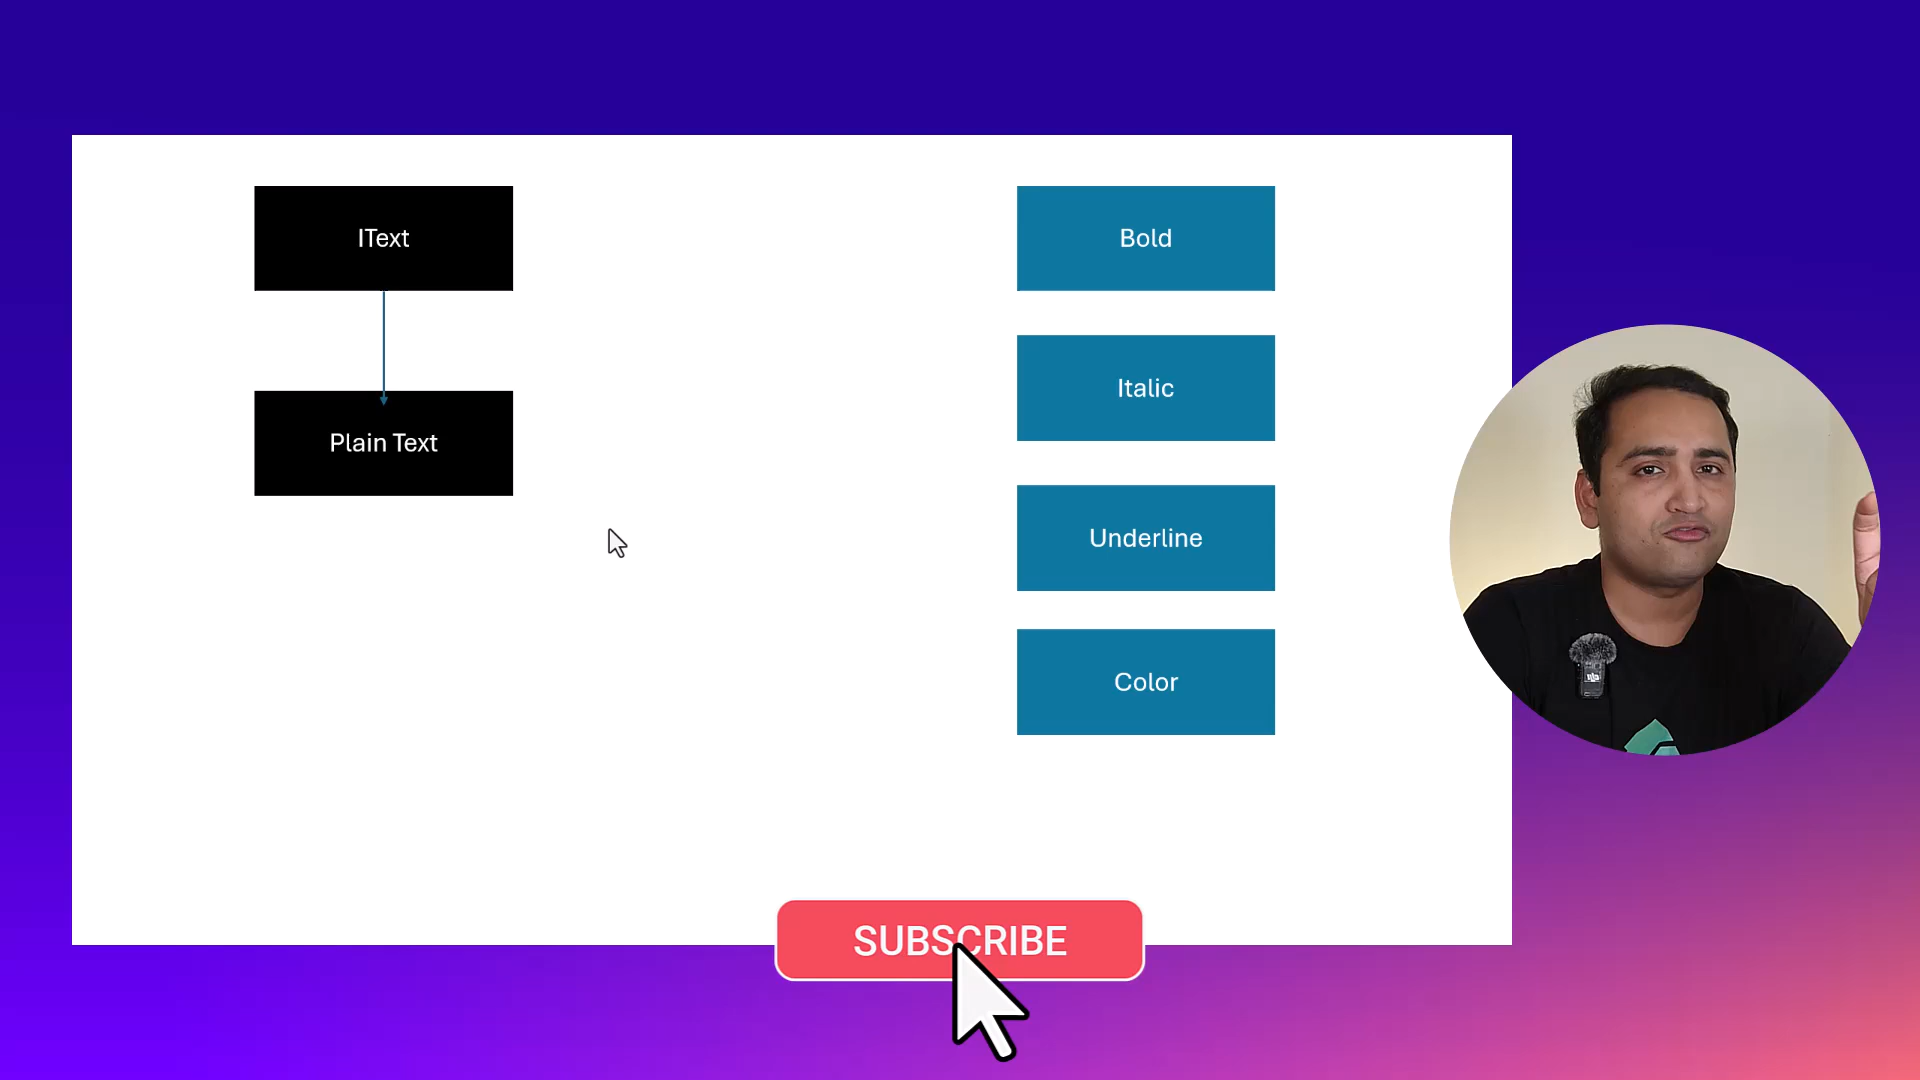 IText
Plain Text
Bold
Italic
Underline
Color
SUBSCRIBE